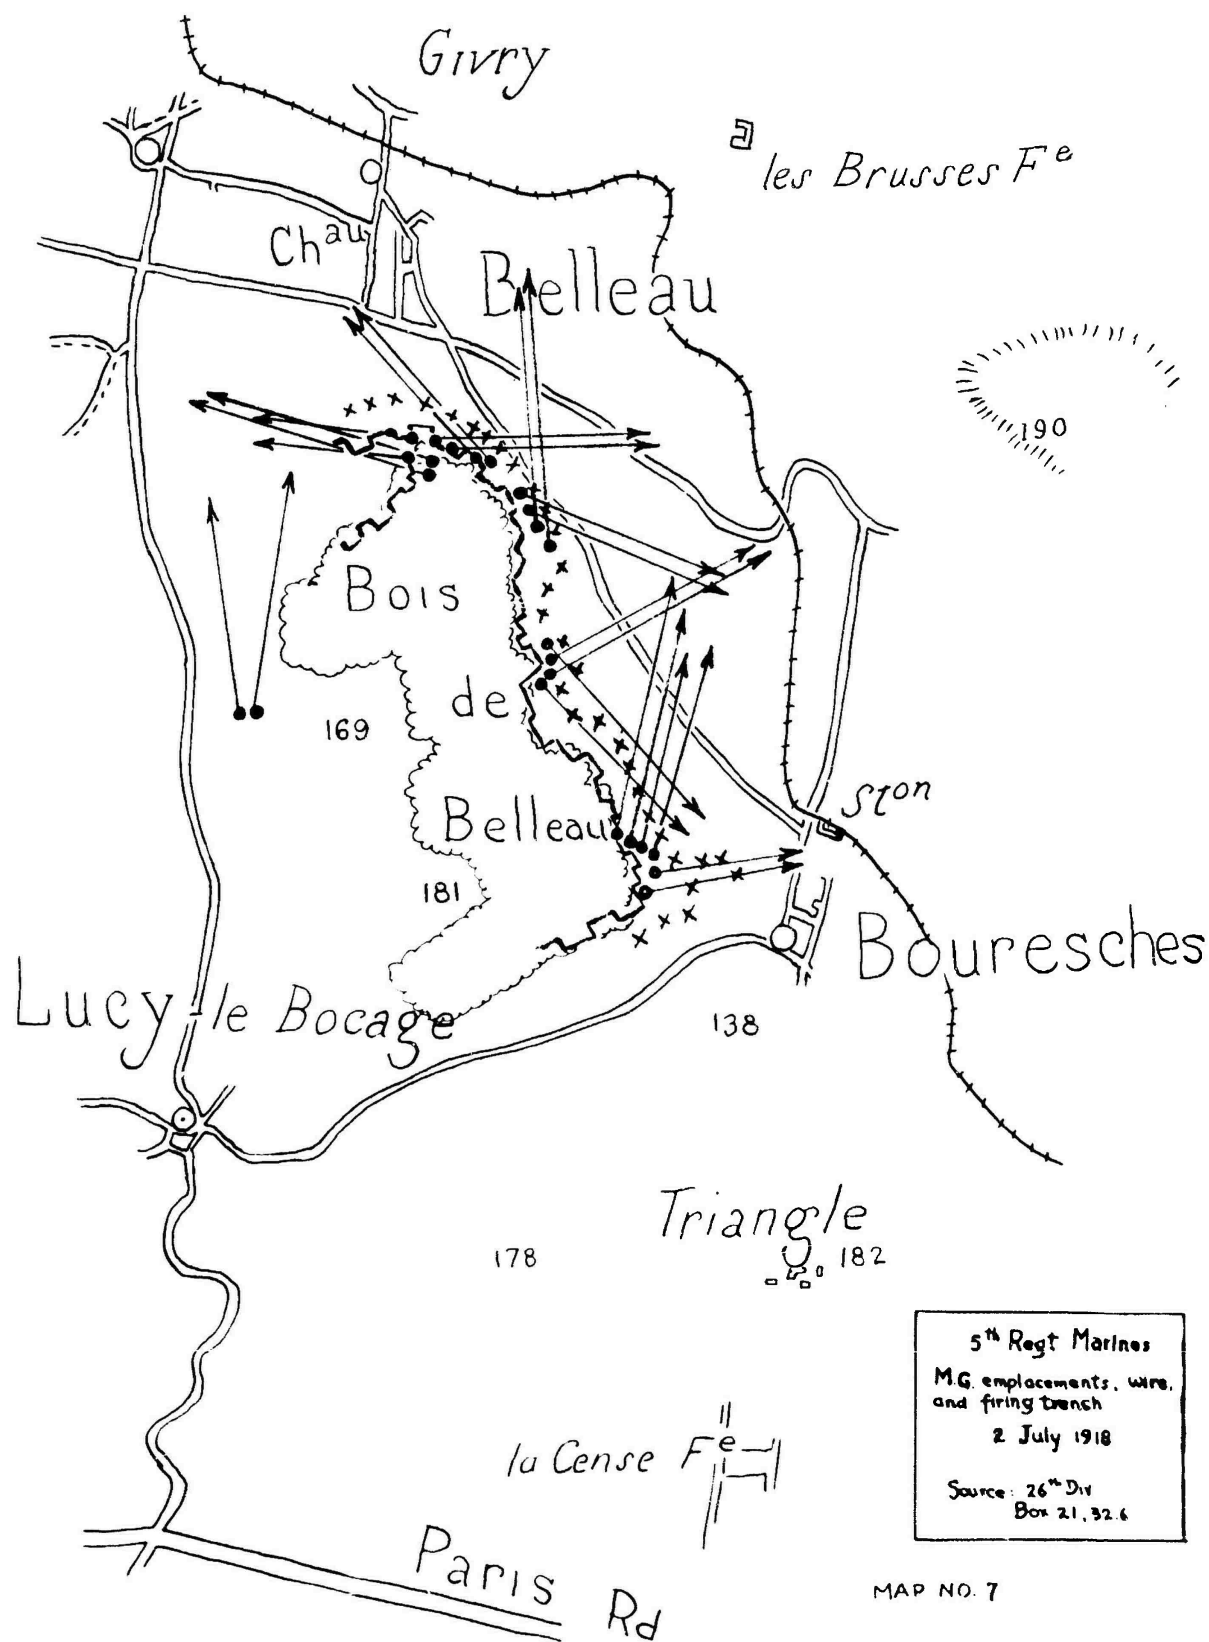 Givry
les Brusses Fe
Chau
Belleau
190
Bois
de
169
Belleau
Ston
181
Bouresches
Lucy-le Bocage
138
Triangle
178
182
5th Regt Marines
M.G. emplacements, wire,
and firing trench
2 July 1918
la Cense Fe
Source: 26th Div
Box 21, 32.6
Paris Rd
MAP NO. 7